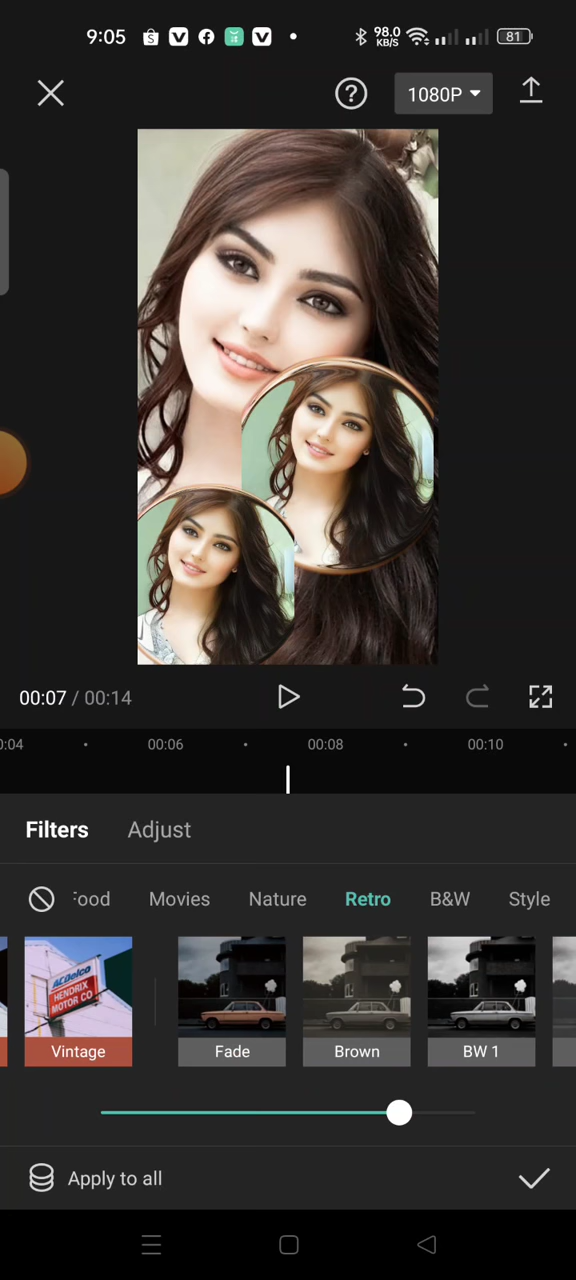 9:05
98.0
KB/S
81
1080P
00:07 / 00:14
0:04
00:06
00:08
00:10
Filters
Adjust
Food
Movies
Nature
Retro
B&W
Style
ACDelco
HENDRIX
MOTOR CO
Vintage
Fade
Brown
BW 1
Apply to all